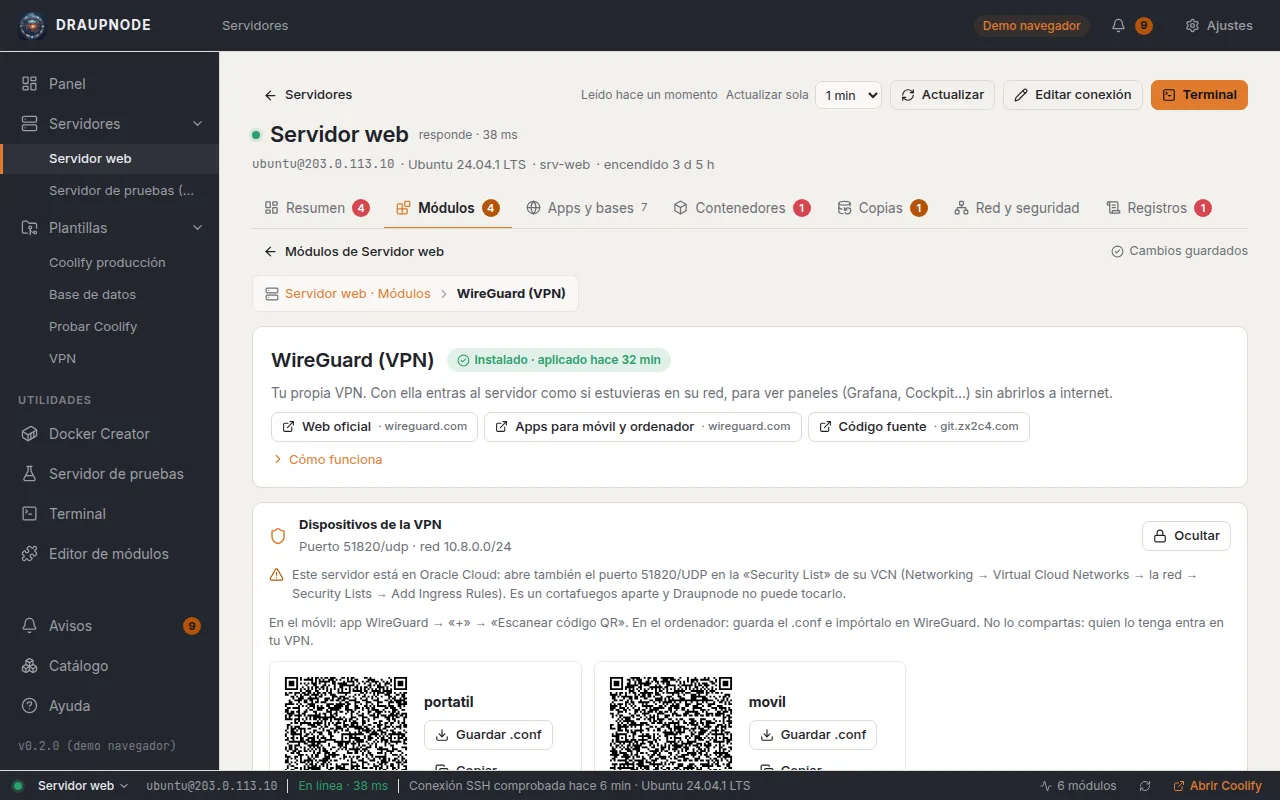 DRAUPNODE
Servidores
Demo navegador
9
Ajustes
Panel
Servidores
Servidor web
Servidor de pruebas (...
Plantillas
Coolify producción
Base de datos
Probar Coolify
VPN
UTILIDADES
Docker Creator
Servidor de pruebas
Terminal
Editor de módulos
Avisos
9
Catálogo
Ayuda
v0.2.0 (demo navegador)
Servidores
Leído hace un momento
Actualizar sola
1 min
Actualizar
Editar conexión
Terminal
Servidor web responde · 38 ms
ubuntu@203.0.113.10 · Ubuntu 24.04.1 LTS · srv-web · encendido 3 d 5 h
Resumen 4
Módulos 4
Apps y bases 7
Contenedores 1
Copias 1
Red y seguridad
Registros 1
← Módulos de Servidor web
Cambios guardados
Servidor web · Módulos > WireGuard (VPN)
WireGuard (VPN)
Instalado · aplicado hace 32 min
Tu propia VPN. Con ella entras al servidor como si estuvieras en su red, para ver paneles (Grafana, Cockpit...) sin abrirlos a internet.
Web oficial · wireguard.com
Apps para móvil y ordenador · wireguard.com
Código fuente · git.zx2c4.com
Cómo funciona
Dispositivos de la VPN
Puerto 51820/udp · red 10.8.0.0/24
Ocultar
Este servidor está en Oracle Cloud: abre también el puerto 51820/UDP en la «Security List» de su VCN (Networking → Virtual Cloud Networks → la red →
Security Lists → Add Ingress Rules). Es un cortafuegos aparte y Draupnode no puede tocarlo.
En el móvil: app WireGuard → «+» → «Escanear código QR». En el ordenador: guarda el .conf e impórtalo en WireGuard. No lo compartas: quien lo tenga entra en
tu VPN.
portatil
Guardar .conf
Copiar
movil
Guardar .conf
Copiar
Servidor web
ubuntu@203.0.113.10
En línea · 38 ms
Conexión SSH comprobada hace 6 min · Ubuntu 24.04.1 LTS
6 módulos
Abrir Coolify